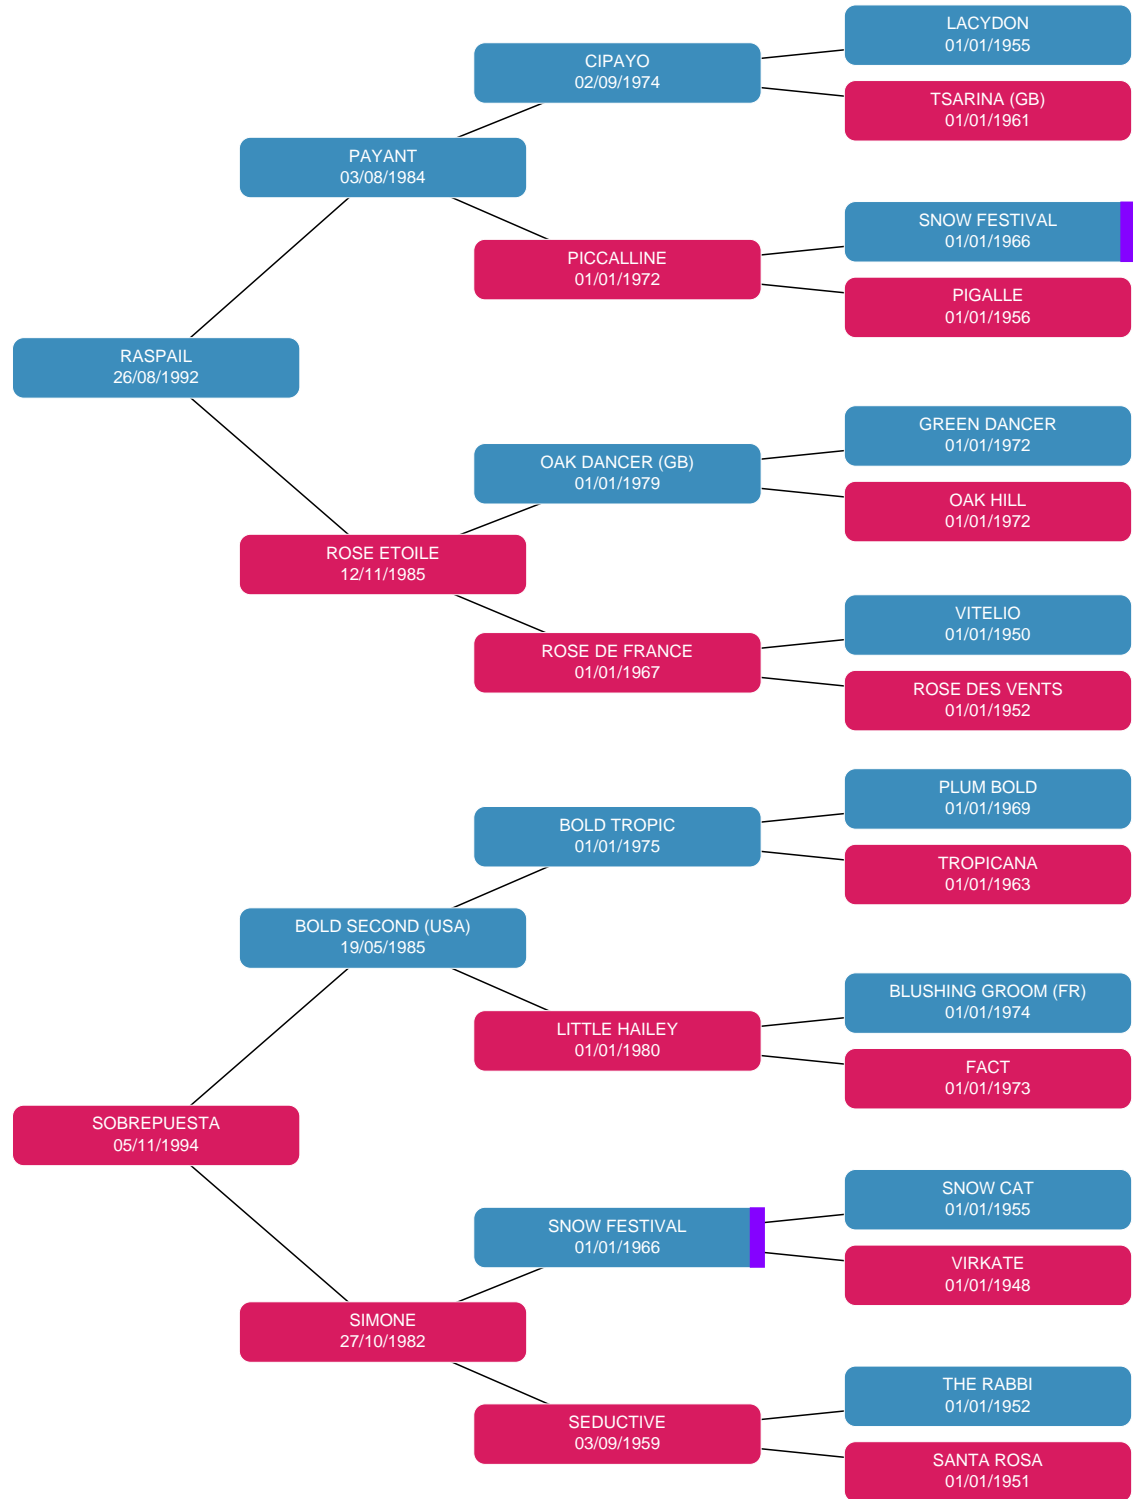 LACYDON
01/01/1955
CIPAYO
02/09/1974
TSARINA (GB)
01/01/1961
PAYANT
03/08/1984
SNOW FESTIVAL
01/01/1966
PICCALLINE
01/01/1972
PIGALLE
01/01/1956
RASPAIL
26/08/1992
GREEN DANCER
01/01/1972
OAK DANCER (GB)
01/01/1979
OAK HILL
01/01/1972
ROSE ETOILE
12/11/1985
VITELIO
01/01/1950
ROSE DE FRANCE
01/01/1967
ROSE DES VENTS
01/01/1952
PLUM BOLD
01/01/1969
BOLD TROPIC
01/01/1975
TROPICANA
01/01/1963
BOLD SECOND (USA)
19/05/1985
BLUSHING GROOM (FR)
01/01/1974
LITTLE HAILEY
01/01/1980
FACT
01/01/1973
SOBREPUESTA
05/11/1994
SNOW CAT
01/01/1955
SNOW FESTIVAL
01/01/1966
VIRKATE
01/01/1948
SIMONE
27/10/1982
THE RABBI
01/01/1952
SEDUCTIVE
03/09/1959
SANTA ROSA
01/01/1951